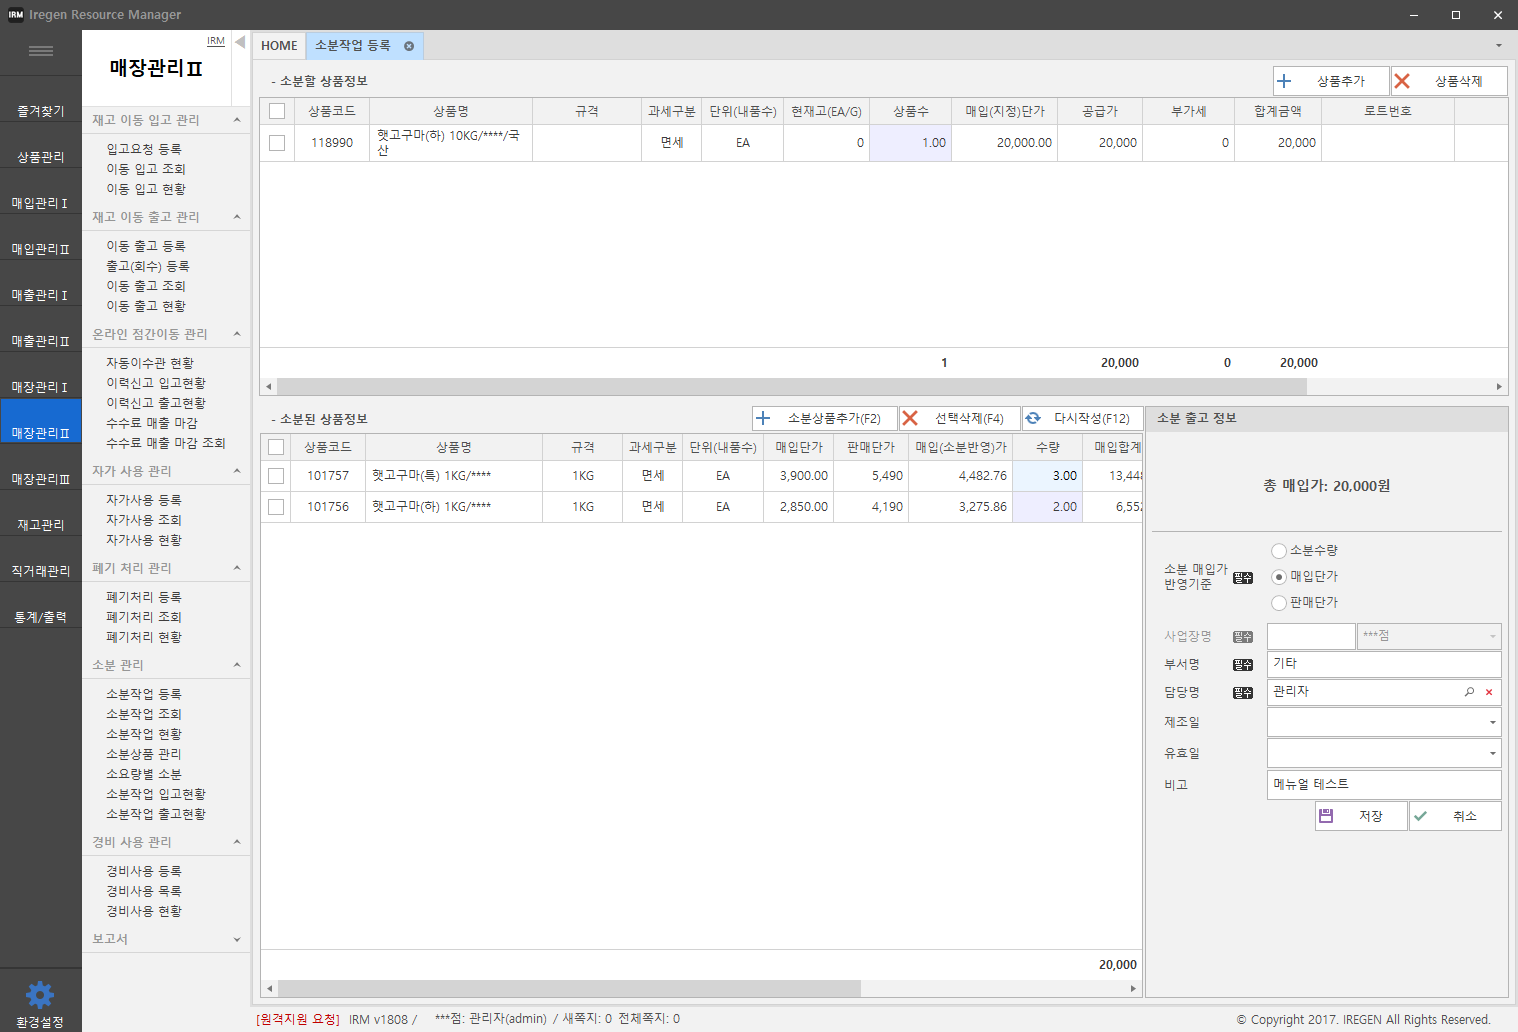 IRM Iregen Resource Manager
즐겨찾기
상품관리
매입관리Ⅰ
매입관리Ⅱ
매출관리Ⅰ
매출관리Ⅱ
매장관리Ⅰ
매장관리Ⅱ
매장관리Ⅲ
재고관리
직거래관리
통계/출력
환경설정
IRM
매장관리Ⅱ
재고 이동 입고 관리
입고요청 등록
이동 입고 조회
이동 입고 현황
재고 이동 출고 관리
이동 출고 등록
출고(회수) 등록
이동 출고 조회
이동 출고 현황
온라인 점간이동 관리
자동이수관 현황
이력신고 입고현황
이력신고 출고현황
수수료 매출 마감
수수료 매출 마감 조회
자가 사용 관리
자가사용 등록
자가사용 조회
자가사용 현황
폐기 처리 관리
폐기처리 등록
폐기처리 조회
폐기처리 현황
소분 관리
소분작업 등록
소분작업 조회
소분작업 현황
소분상품 관리
소요량별 소분
소분작업 입고현황
소분작업 출고현황
경비 사용 관리
경비사용 등록
경비사용 목록
경비사용 현황
보고서
HOME 소분작업 등록
- 소분할 상품정보 상품추가 상품삭제
상품코드 상품명 규격 과세구분 단위(내품수) 현재고(EA/G) 상품수 매입(지정)단가 공급가 부가세 합계금액 로트번호
118990 햇고구마(하) 10KG/****/국산 면세 EA 0 1.00 20,000.00 20,000 0 20,000
1 20,000 0 20,000
- 소분된 상품정보 소분상품추가(F2) 선택삭제(F4) 다시작성(F12)
상품코드 상품명 규격 과세구분 단위(내품수) 매입단가 판매단가 매입(소분반영)가 수량 매입합계
101757 햇고구마(특) 1KG/**** 1KG 면세 EA 3,900.00 5,490 4,482.76 3.00 13,448
101756 햇고구마(하) 1KG/**** 1KG 면세 EA 2,850.00 4,190 3,275.86 2.00 6,552
20,000
소분 출고 정보
총 매입가: 20,000원
소분 매입가
반영기준 필수
소분수량
매입단가
판매단가
사업장명 필수 ***점
부서명 필수 기타
담당명 필수 관리자
제조일
유효일
비고 메뉴얼 테스트
저장 취소
[원격지원 요청] IRM v1808 / ***점: 관리자(admin) / 새쪽지: 0 전체쪽지: 0
© Copyright 2017. IREGEN All Rights Reserved.